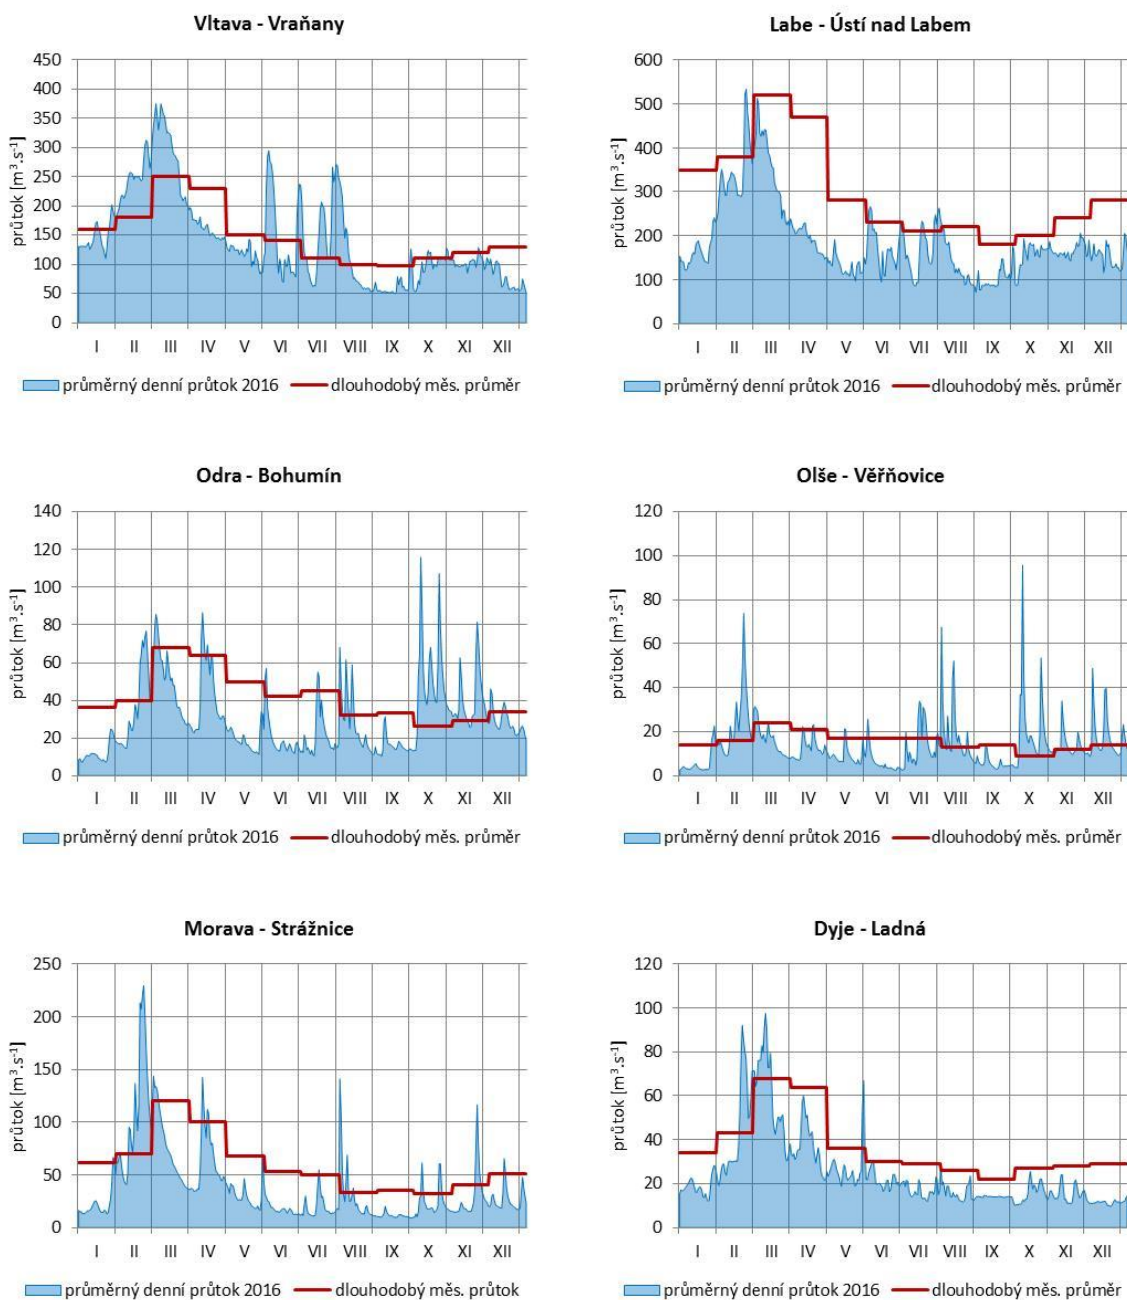 Vltava - Vraňany
průtok [m³.s⁻¹]
450
400
350
300
250
200
150
100
50
0
I II III IV V VI VII VIII IX X XI XII
průměrný denní průtok 2016 dlouhodobý měs. průměr
Labe - Ústí nad Labem
průtok [m³.s⁻¹]
600
500
400
300
200
100
0
I II III IV V VI VII VIII IX X XI XII
průměrný denní průtok 2016 dlouhodobý měs. průměr
Odra - Bohumín
průtok [m³.s⁻¹]
140
120
100
80
60
40
20
0
I II III IV V VI VII VIII IX X XI XII
průměrný denní průtok 2016 dlouhodobý měs. průměr
Olše - Věřňovice
průtok [m³.s⁻¹]
120
100
80
60
40
20
0
I II III IV V VI VII VIII IX X XI XII
průměrný denní průtok 2016 dlouhodobý měs. průměr
Morava - Strážnice
průtok [m³.s⁻¹]
250
200
150
100
50
0
I II III IV V VI VII VIII IX X XI XII
průměrný denní průtok 2016 dlouhodobý měs. průtok
Dyje - Ladná
průtok [m³.s⁻¹]
120
100
80
60
40
20
0
I II III IV V VI VII VIII IX X XI XII
průměrný denní průtok 2016 dlouhodobý měs. průměr